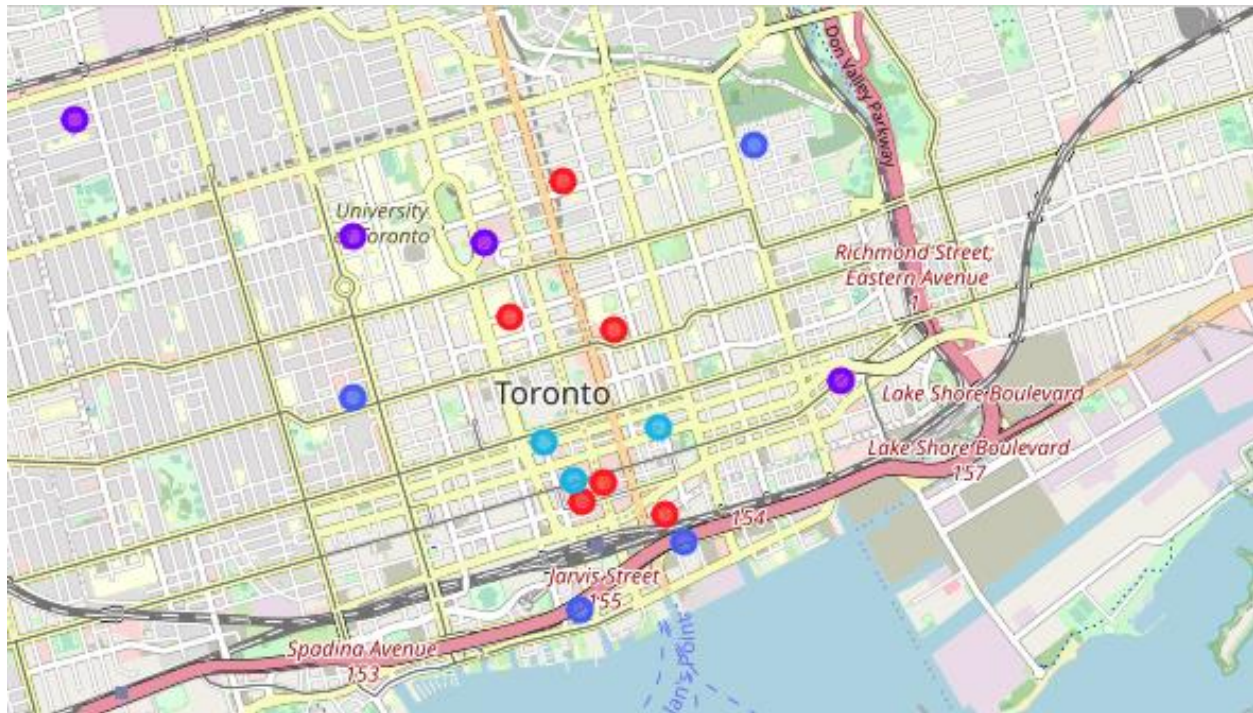 Don Valley Parkway
University
Toronto
Richmond Street;
Eastern Avenue
1
Toronto
Lake Shore Boulevard
Lake Shore Boulevard
157
154
Jarvis Street
155
Spadina Avenue
153